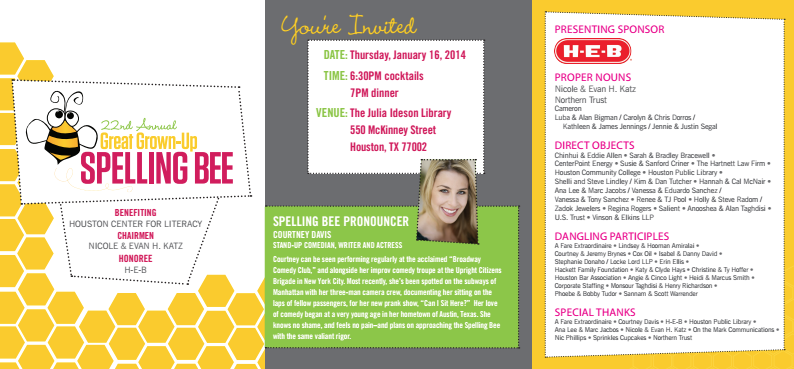 22nd Annual
Great Grown-Up
SPELLING BEE
BENEFITING
HOUSTON CENTER FOR LITERACY
CHAIRMEN
NICOLE & EVAN H. KATZ
HONOREE
H-E-B
You're Invited
DATE: Thursday, January 16, 2014
TIME: 6:30PM cocktails
7PM dinner
VENUE: The Julia Ideson Library
550 McKinney Street
Houston, TX 77002
SPELLING BEE PRONOUNCER
COURTNEY DAVIS
STAND-UP COMEDIAN, WRITER AND ACTRESS
Courtney can be seen performing regularly at the acclaimed "Broadway
Comedy Club," and alongside her improv comedy troupe at the Upright Citizens
Brigade in New York City. Most recently, she's been spotted on the subways of
Manhattan with her three-man camera crew, documenting her sitting on the
laps of fellow passengers, for her new prank show, "Can I Sit Here?" Her love
of comedy began at a very young age in her hometown of Austin, Texas. She
knows no shame, and feels no pain–and plans on approaching the Spelling Bee
with the same valiant rigor.
PRESENTING SPONSOR
H-E-B
PROPER NOUNS
Nicole & Evan H. Katz
Northern Trust
Cameron
Luba & Alan Bigman / Carolyn & Chris Dorros /
Kathleen & James Jennings / Jennie & Justin Segal
DIRECT OBJECTS
Chinhui & Eddie Allen • Sarah & Bradley Bracewell •
CenterPoint Energy • Susie & Sanford Criner • The Hartnett Law Firm •
Houston Community College • Houston Public Library •
Shelli and Steve Lindley / Kim & Dan Tutcher • Hannah & Cal McNair •
Ana Lee & Marc Jacobs / Vanessa & Eduardo Sanchez /
Vanessa & Tony Sanchez • Renee & TJ Pool • Holly & Steve Radom /
Zadok Jewelers • Regina Rogers • Salient • Anooshea & Alan Taghdisi •
U.S. Trust • Vinson & Elkins LLP
DANGLING PARTICIPLES
A Fare Extraordinaire • Lindsey & Hooman Amiralai •
Courtney & Jeremy Brynes • Cox Oil • Isabel & Danny David •
Stephanie Donaho / Locke Lord LLP • Erin Ellis •
Hackett Family Foundation • Katy & Clyde Hays • Christine & Ty Hoffer •
Houston Bar Association • Angie & Cinco Light • Heidi & Marcus Smith •
Corporate Staffing • Monsour Taghdisi & Henry Richardson •
Phoebe & Bobby Tudor • Sannam & Scott Warrender
SPECIAL THANKS
A Fare Extraordinaire • Courtney Davis • H-E-B • Houston Public Library •
Ana Lee & Marc Jacbos • Nicole & Evan H. Katz • On the Mark Communications •
Nic Phillips • Sprinkles Cupcakes • Northern Trust